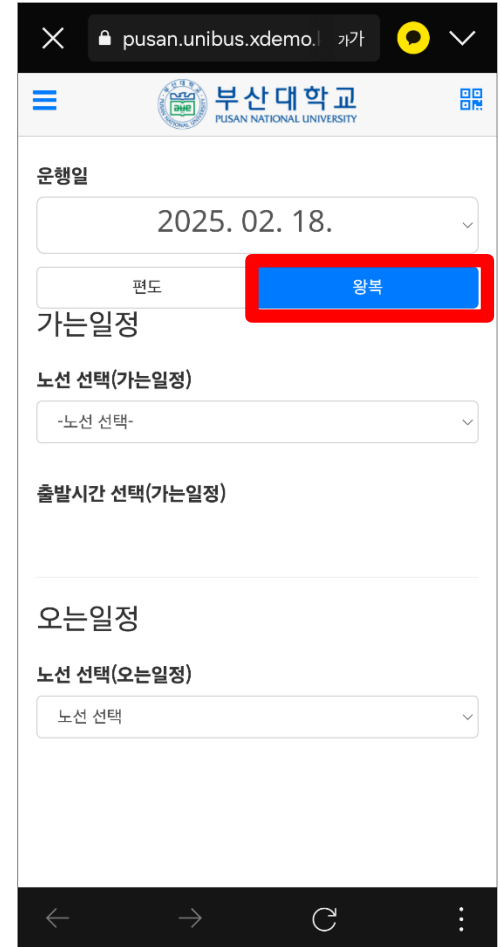 pusan.unibus.xdemo. 가가
부산대학교
PUSAN NATIONAL UNIVERSITY
운행일
2025. 02. 18.
편도 왕복
가는일정
노선 선택(가는일정)
-노선 선택-
출발시간 선택(가는일정)
오는일정
노선 선택(오는일정)
노선 선택